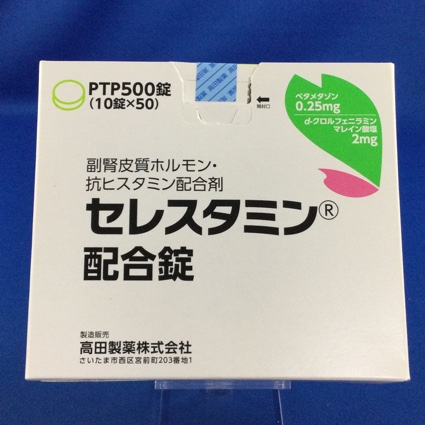 PTP500錠
(10錠×50)
開封口
ベタメタゾン
0.25mg
d-クロルフェニラミン
マレイン酸塩
2mg
副腎皮質ホルモン・
抗ヒスタミン配合剤
セレスタミン®
配合錠
製造販売
高田製薬株式会社
さいたま市西区宮前町203番地1